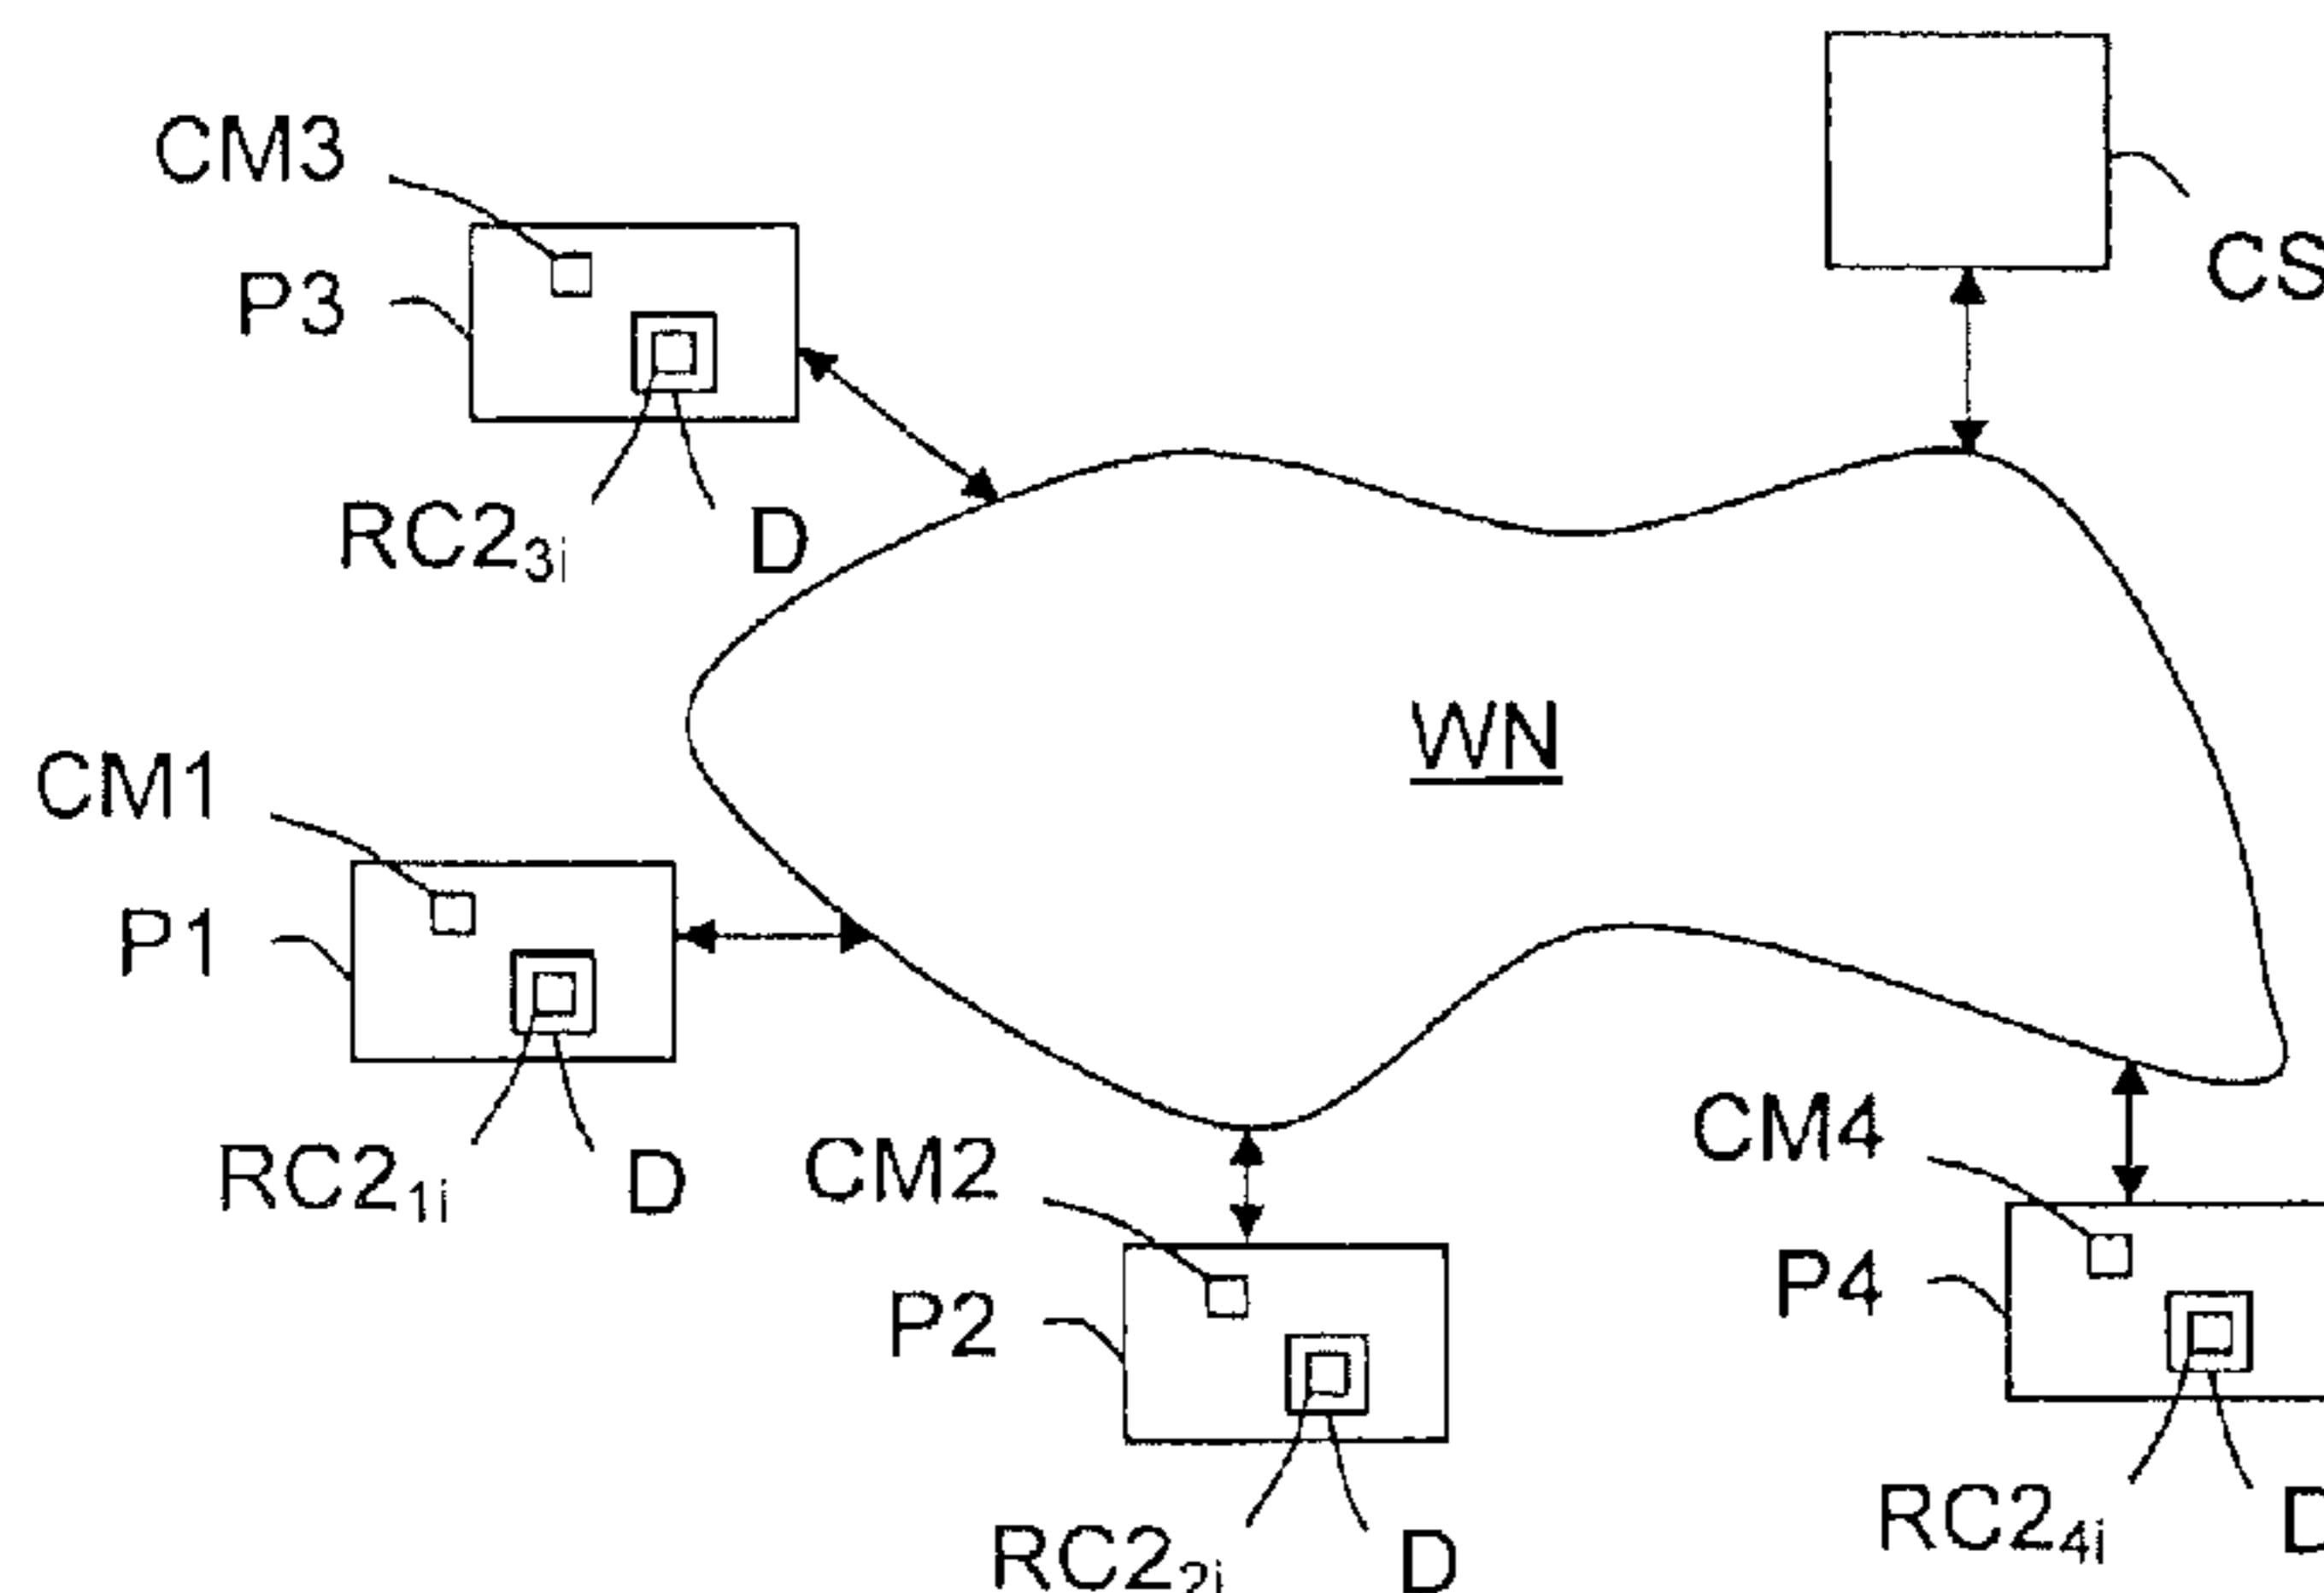 CM3
CS
P3
RC2₃ᵢ
D
WN
CM1
P1
RC2₁ᵢ
D
CM2
CM4
P2
P4
RC2₂ᵢ
D
RC2₄ᵢ
D